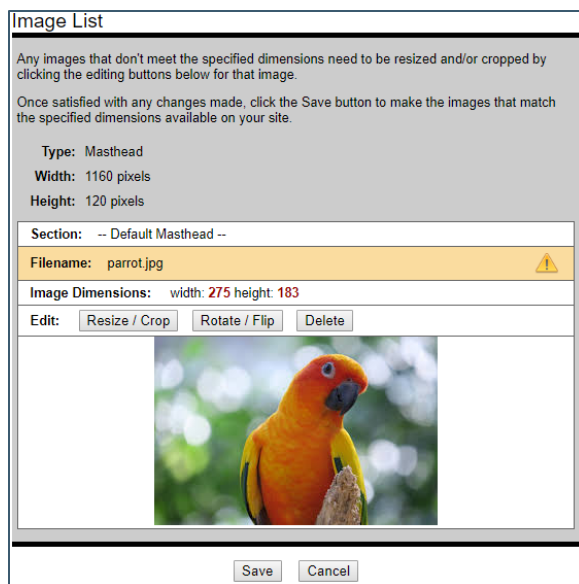 Image List
Any images that don't meet the specified dimensions need to be resized and/or cropped by
clicking the editing buttons below for that image.
Once satisfied with any changes made, click the Save button to make the images that match
the specified dimensions available on your site.
Type: Masthead
Width: 1160 pixels
Height: 120 pixels
Section: -- Default Masthead --
Filename: parrot.jpg
Image Dimensions: width: 275 height: 183
Edit: Resize / Crop Rotate / Flip Delete
Save Cancel